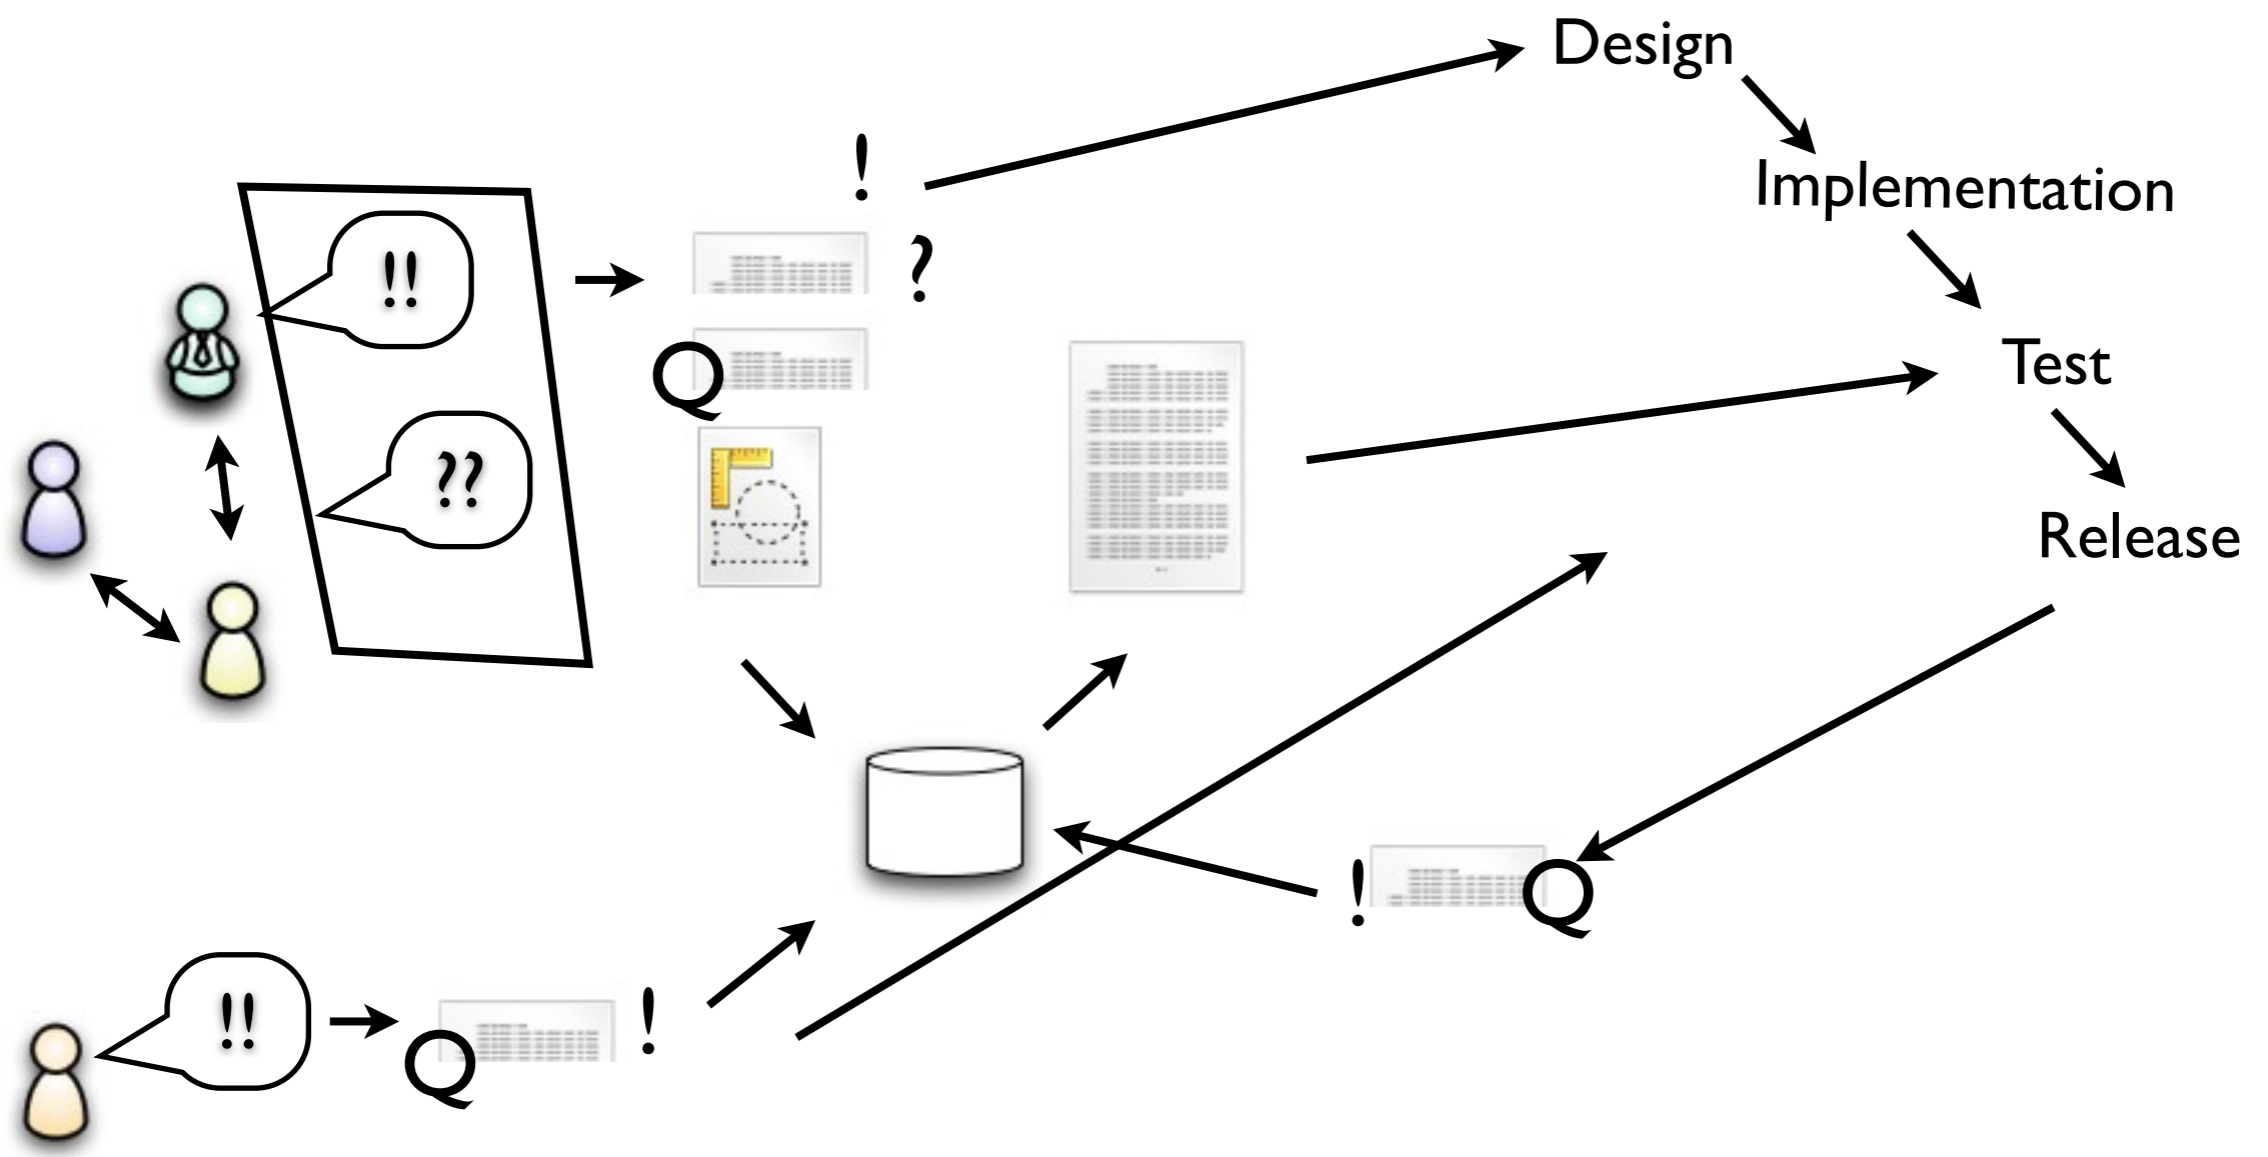 Design
!
Implementation
!!
?
Q
Test
??
Release
! Q
!!
!
Q